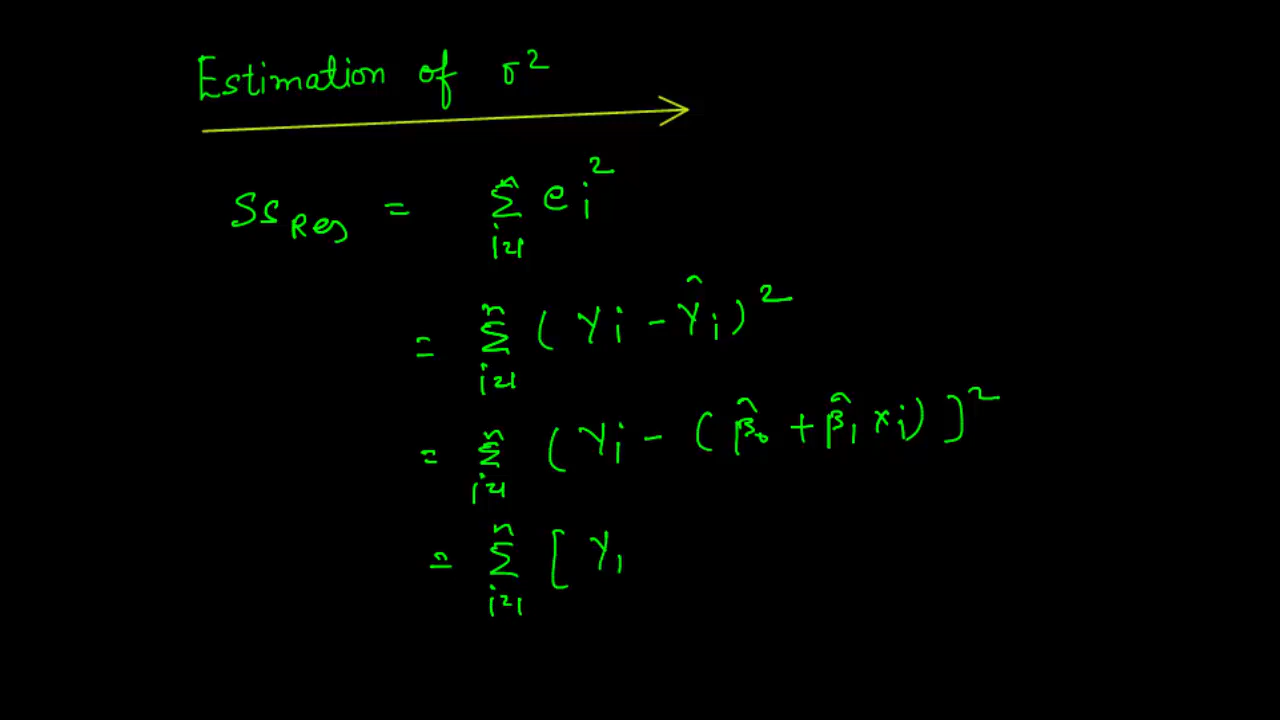 Estimation of σ²
SS_Res = Σ_{i=1}^{n} e_i²
= Σ_{i=1}^{n} (Y_i - Ŷ_i)²
= Σ_{i=1}^{n} (Y_i - (β̂₀ + β̂₁ x_i)]²
= Σ_{i=1}^{n} [Y_i